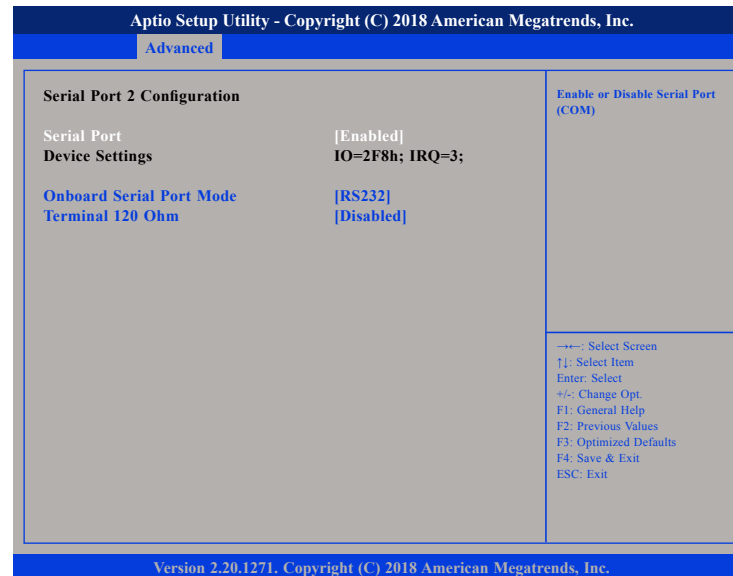 Aptio Setup Utility - Copyright (C) 2018 American Megatrends, Inc.
Advanced
Serial Port 2 Configuration
Serial Port [Enabled]
Device Settings IO=2F8h; IRQ=3;
Onboard Serial Port Mode [RS232]
Terminal 120 Ohm [Disabled]
Enable or Disable Serial Port
(COM)
→←: Select Screen
↑↓: Select Item
Enter: Select
+/-: Change Opt.
F1: General Help
F2: Previous Values
F3: Optimized Defaults
F4: Save & Exit
ESC: Exit
Version 2.20.1271. Copyright (C) 2018 American Megatrends, Inc.